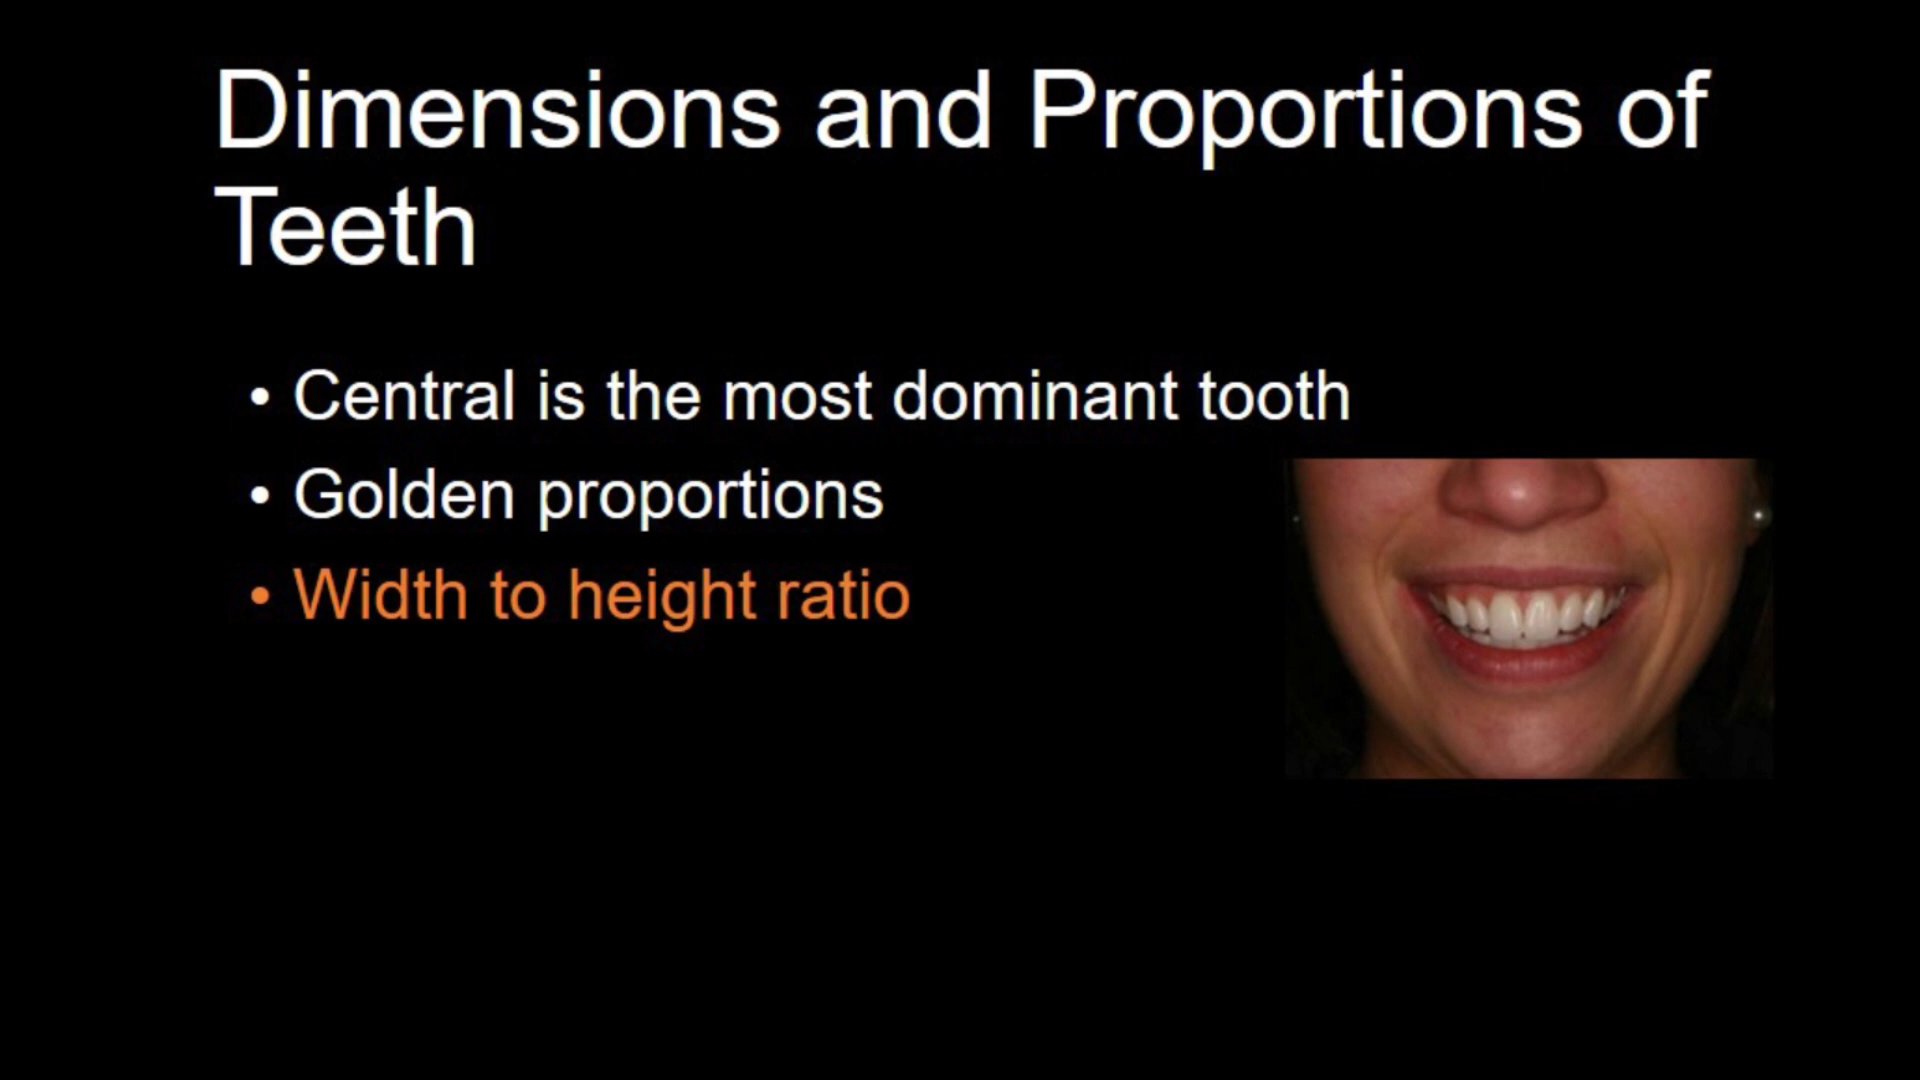 Dimensions and Proportions of
Teeth
• Central is the most dominant tooth
• Golden proportions
• Width to height ratio